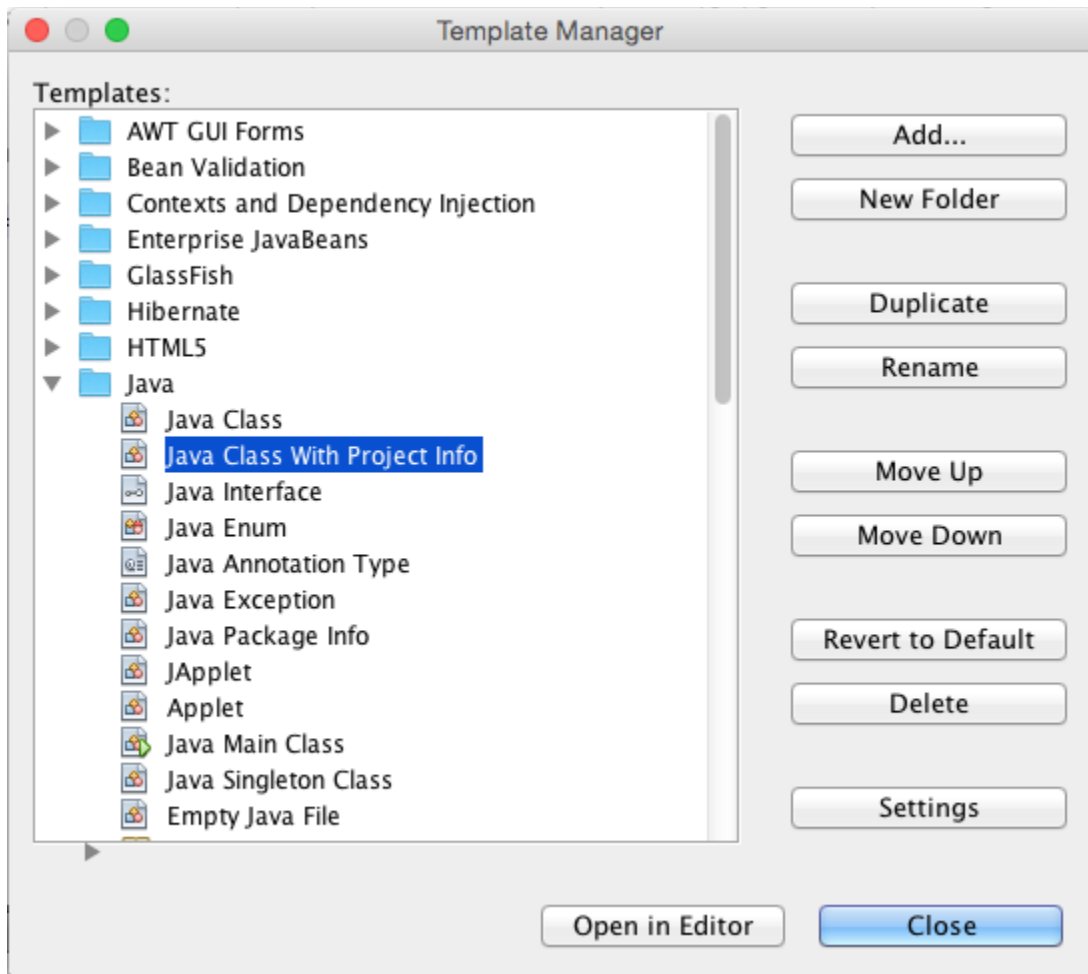 Template Manager
Templates:
AWT GUI Forms
Bean Validation
Contexts and Dependency Injection
Enterprise JavaBeans
GlassFish
Hibernate
HTML5
Java
Java Class
Java Class With Project Info
Java Interface
Java Enum
Java Annotation Type
Java Exception
Java Package Info
JApplet
Applet
Java Main Class
Java Singleton Class
Empty Java File
Add...
New Folder
Duplicate
Rename
Move Up
Move Down
Revert to Default
Delete
Settings
Open in Editor
Close